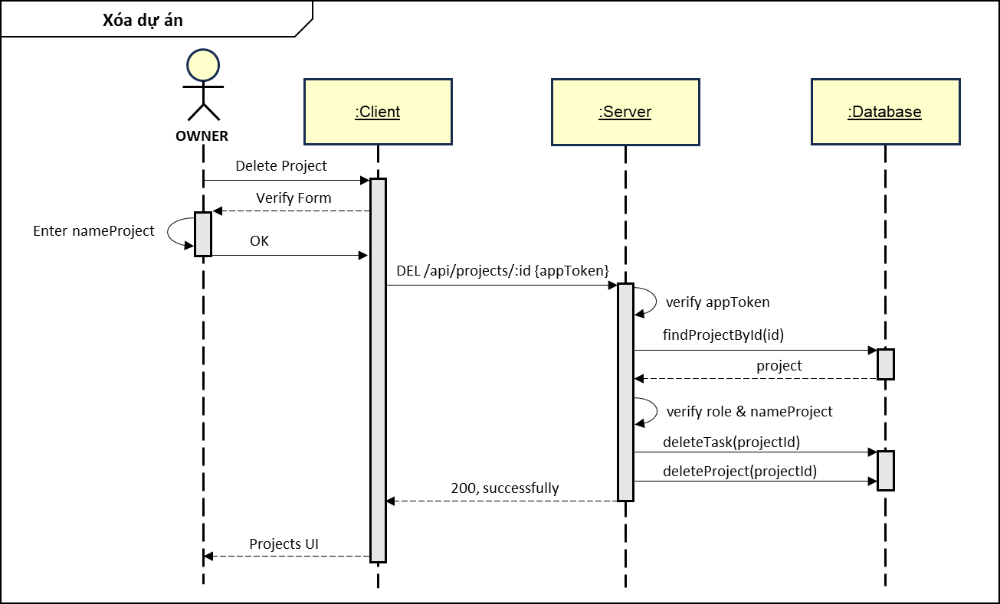 Xóa dự án
OWNER
:Client
:Server
:Database
Delete Project
Verify Form
Enter nameProject
OK
DEL /api/projects/:id {appToken}
verify appToken
findProjectById(id)
project
verify role & nameProject
deleteTask(projectId)
deleteProject(projectId)
200, successfully
Projects UI